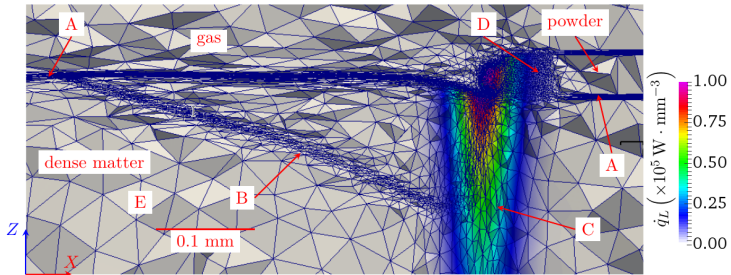 A
gas
D
powder
dense matter
E
B
0.1 mm
C
A
Z
X
1.00
0.75
0.50
0.25
0.00
q̇_L (×10⁵ W · mm⁻³)